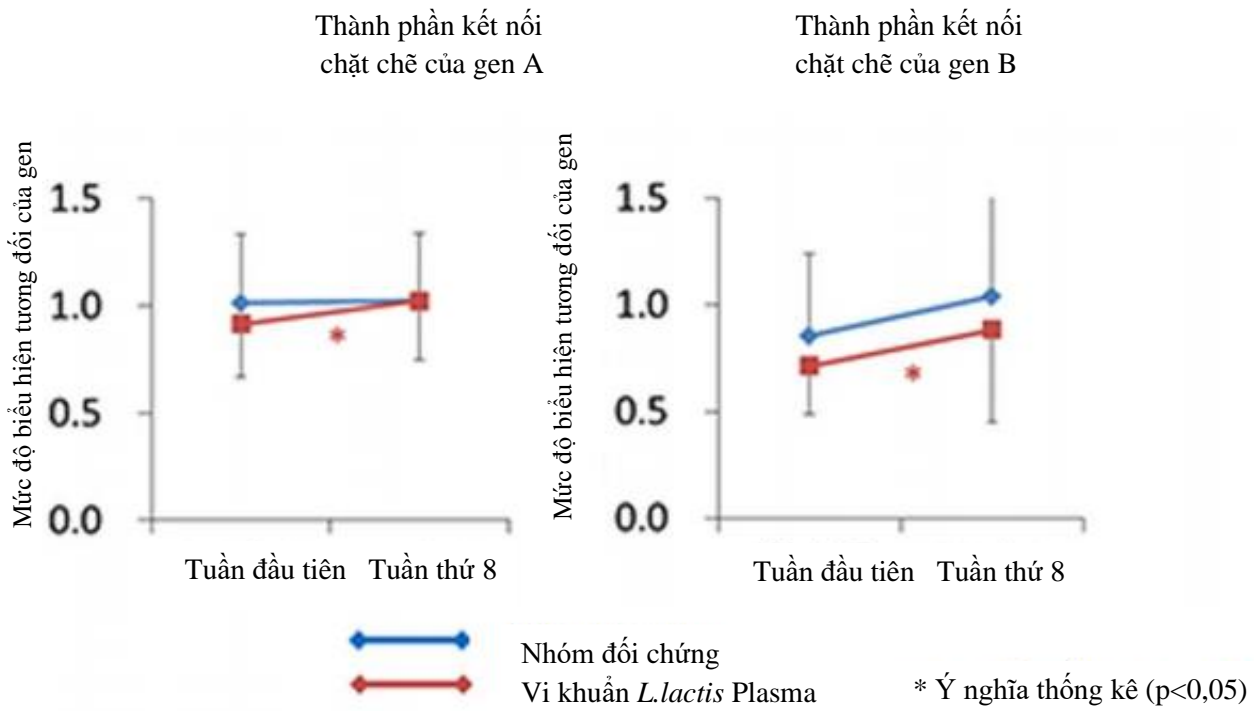 Thành phần kết nối
chặt chẽ của gen A
Thành phần kết nối
chặt chẽ của gen B
Mức độ biểu hiện tương đối của gen
1.5
1.0
0.5
0.0
*
Tuần đầu tiên Tuần thứ 8
Mức độ biểu hiện tương đối của gen
1.5
1.0
0.5
0.0
*
Tuần đầu tiên Tuần thứ 8
Nhóm đối chứng
Vi khuẩn L.lactis Plasma
* Ý nghĩa thống kê (p<0,05)